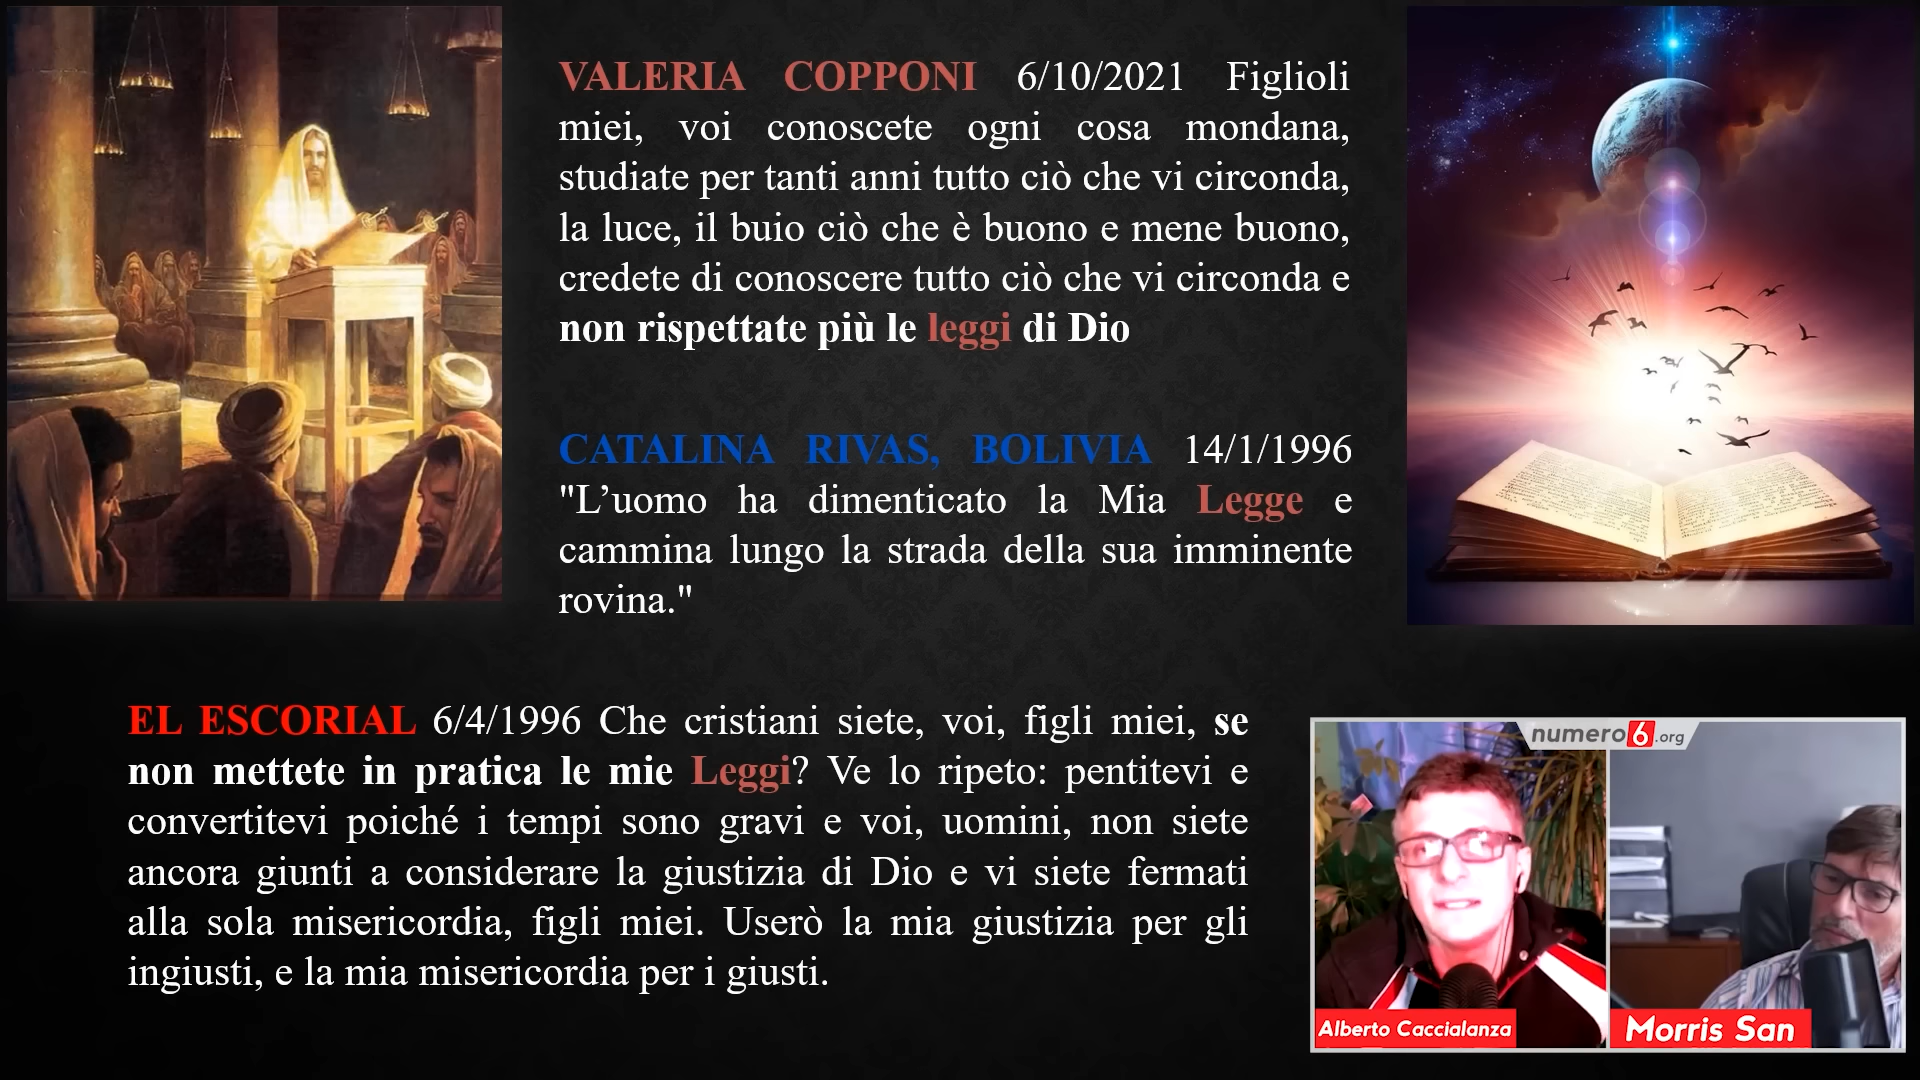 VALERIA COPPONI 6/10/2021 Figlioli
miei, voi conoscete ogni cosa mondana,
studiate per tanti anni tutto ciò che vi circonda,
la luce, il buio ciò che è buono e mene buono,
credete di conoscere tutto ciò che vi circonda e
non rispettate più le leggi di Dio
CATALINA RIVAS, BOLIVIA 14/1/1996
"L’uomo ha dimenticato la Mia Legge e
cammina lungo la strada della sua imminente
rovina."
EL ESCORIAL 6/4/1996 Che cristiani siete, voi, figli miei, se
non mettete in pratica le mie Leggi? Ve lo ripeto: pentitevi e
convertitevi poiché i tempi sono gravi e voi, uomini, non siete
ancora giunti a considerare la giustizia di Dio e vi siete fermati
alla sola misericordia, figli miei. Userò la mia giustizia per gli
ingiusti, e la mia misericordia per i giusti.
numero6.org
Alberto Caccialanza
Morris San